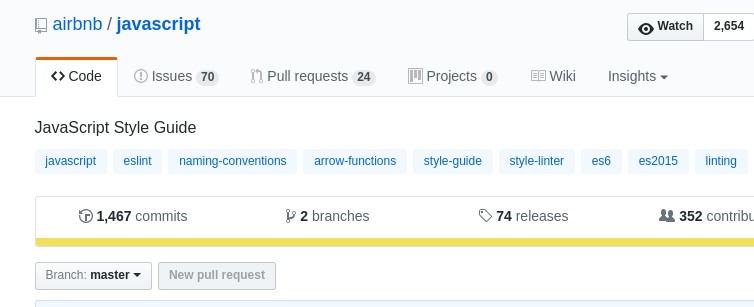 airbnb / javascript
Watch 2,654
Code Issues 70 Pull requests 24 Projects 0 Wiki Insights
JavaScript Style Guide
javascript eslint naming-conventions arrow-functions style-guide style-linter es6 es2015 linting
1,467 commits 2 branches 74 releases 352 contribu
Branch: master New pull request